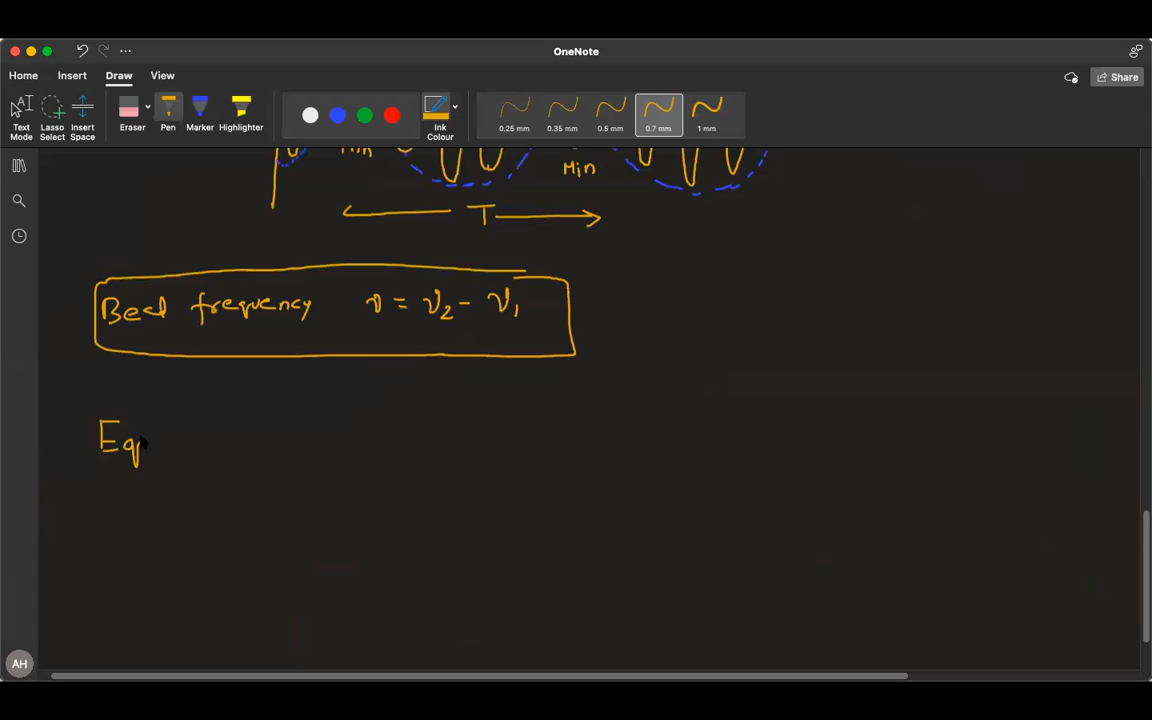 OneNote
Home Insert Draw View
Share
Text Mode Lasso Select Insert Space Eraser Pen Marker Highlighter Ink Colour 0.25 mm 0.35 mm 0.5 mm 0.7 mm 1 mm
Min
Min
T
Beat frequency ν = ν₂ - ν₁
Eq
AH